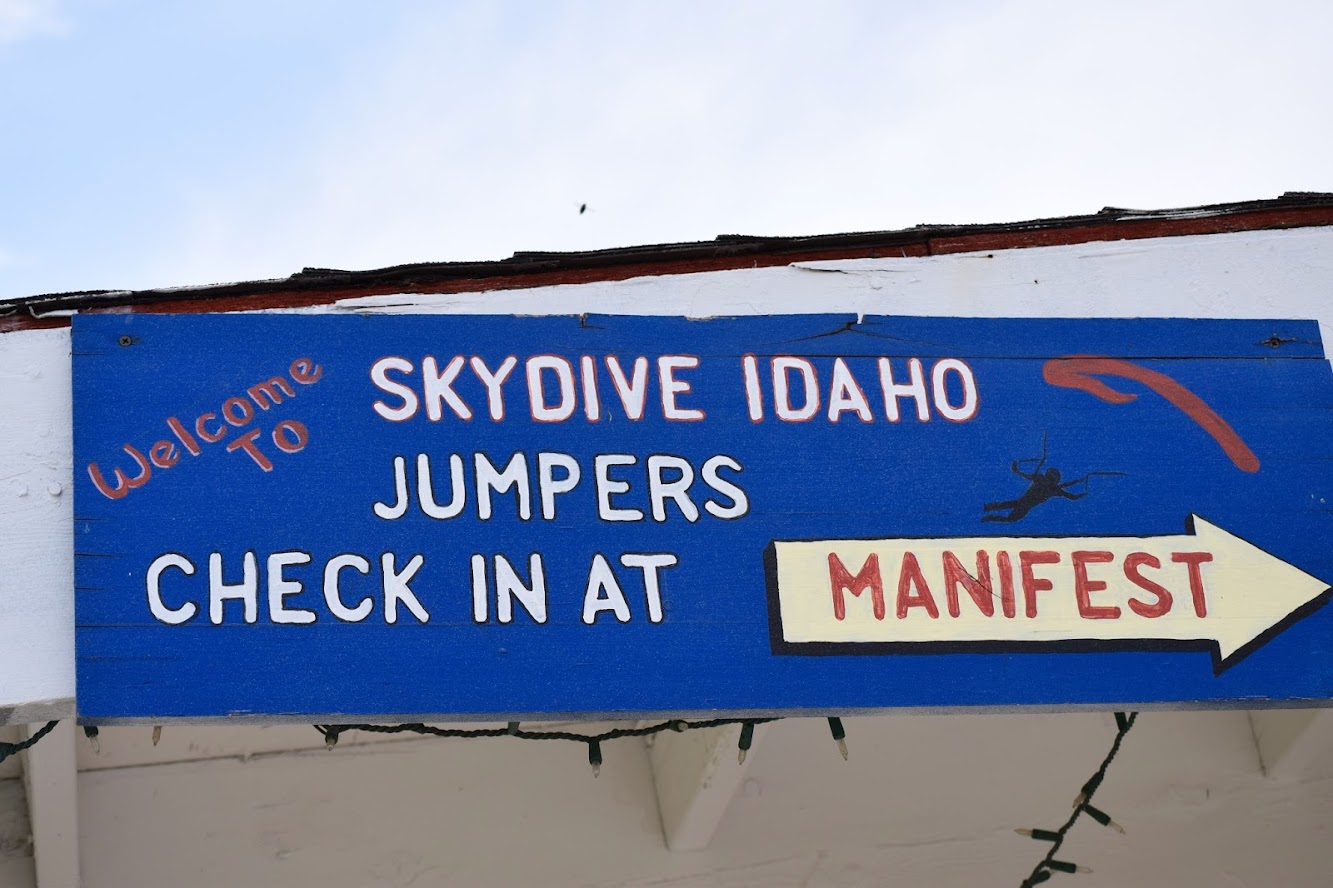 Welcome
To
SKYDIVE IDAHO
JUMPERS
CHECK IN AT
MANIFEST